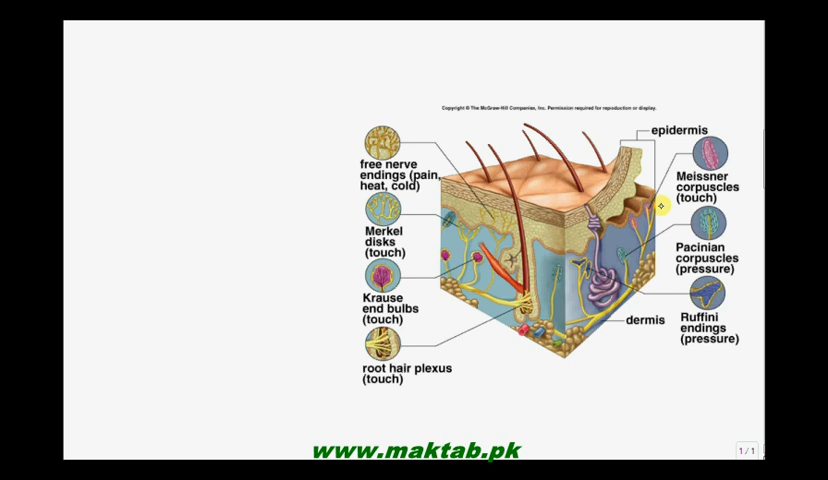 Copyright © The McGraw-Hill Companies, Inc. Permission required for reproduction or display.
epidermis
free nerve
endings (pain,
heat, cold)
Merkel
disks
(touch)
Krause
end bulbs
(touch)
root hair plexus
(touch)
Meissner
corpuscles
(touch)
Pacinian
corpuscles
(pressure)
Ruffini
endings
(pressure)
dermis
www.maktab.pk
1 / 1